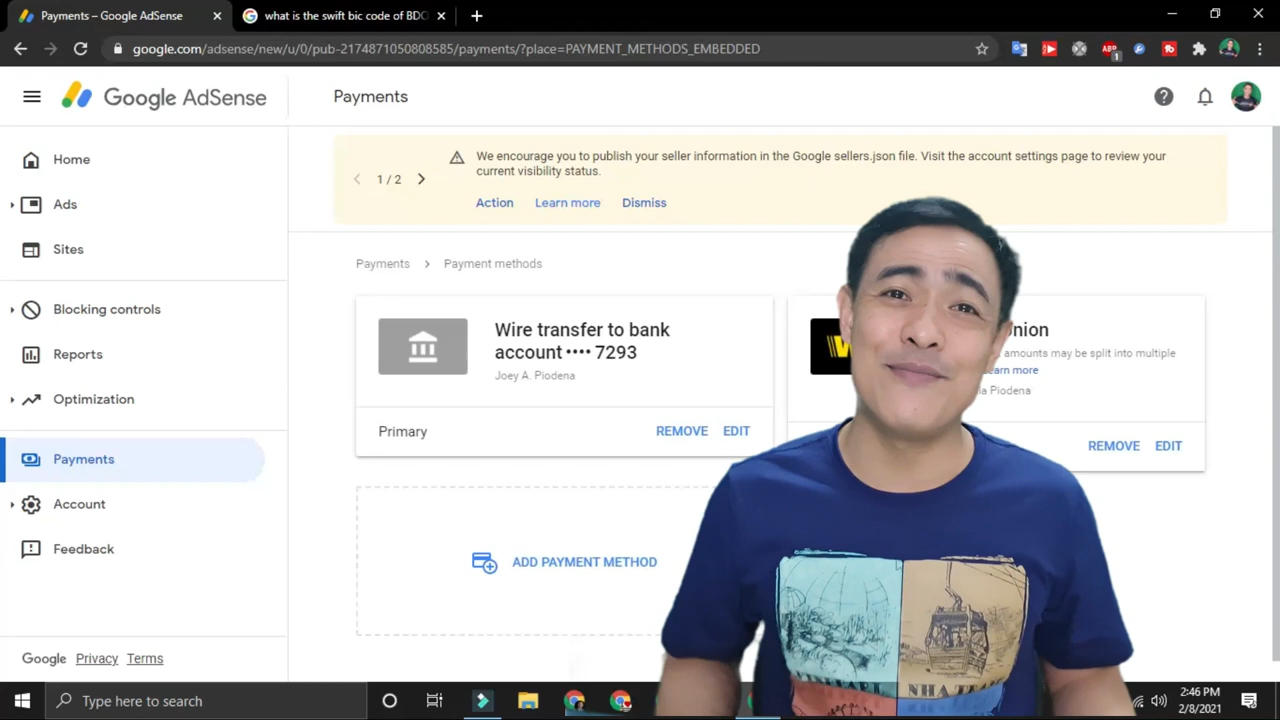 Payments – Google AdSense
what is the swift bic code of BDO
google.com/adsense/new/u/0/pub-2174871050808585/payments/?place=PAYMENT_METHODS_EMBEDDED
ABP
1
Google AdSense
Payments
Home
Ads
Sites
Blocking controls
Reports
Optimization
Payments
Account
Feedback
Google Privacy Terms
1 / 2
We encourage you to publish your seller information in the Google sellers.json file. Visit the account settings page to review your
current visibility status.
Action Learn more Dismiss
Payments > Payment methods
Wire transfer to bank
account •••• 7293
Joey A. Piodena
Primary
REMOVE EDIT
amounts may be split into multiple
Piodena
REMOVE EDIT
ADD PAYMENT METHOD
NHA
Type here to search
2:46 PM
2/8/2021